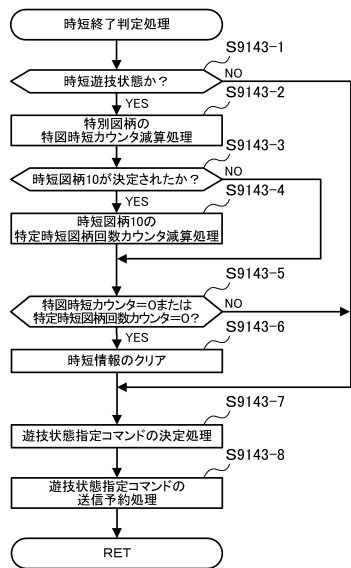 時短終了判定処理
S9143-1
時短遊技状態か?
NO
YES
S9143-2
特別図柄の
特図時短カウンタ減算処理
S9143-3
時短図柄10が決定されたか?
NO
YES
S9143-4
時短図柄10の
特定時短図柄回数カウンタ減算処理
S9143-5
特図時短カウンタ=0または
特定時短図柄回数カウンタ=0?
NO
YES
S9143-6
時短情報のクリア
S9143-7
遊技状態指定コマンドの決定処理
S9143-8
遊技状態指定コマンドの
送信予約処理
RET